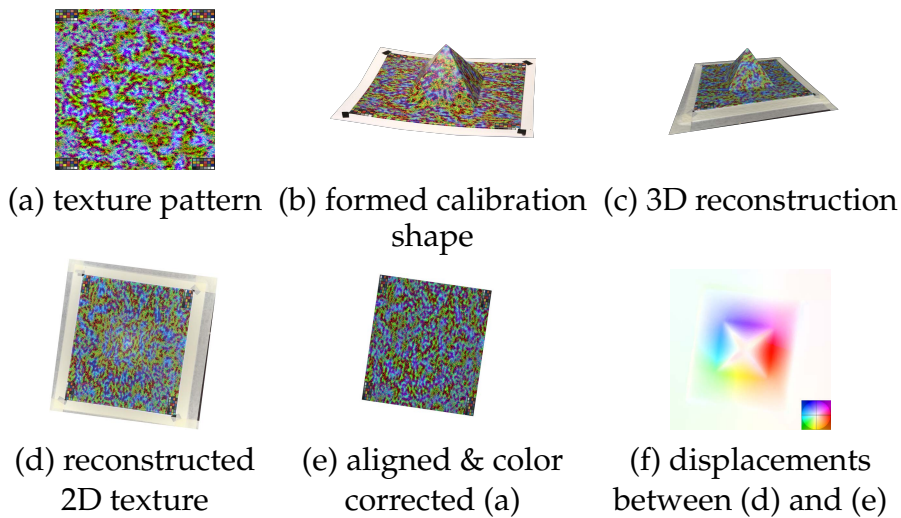 (a) texture pattern
(b) formed calibration
shape
(c) 3D reconstruction
(d) reconstructed
2D texture
(e) aligned & color
corrected (a)
(f) displacements
between (d) and (e)